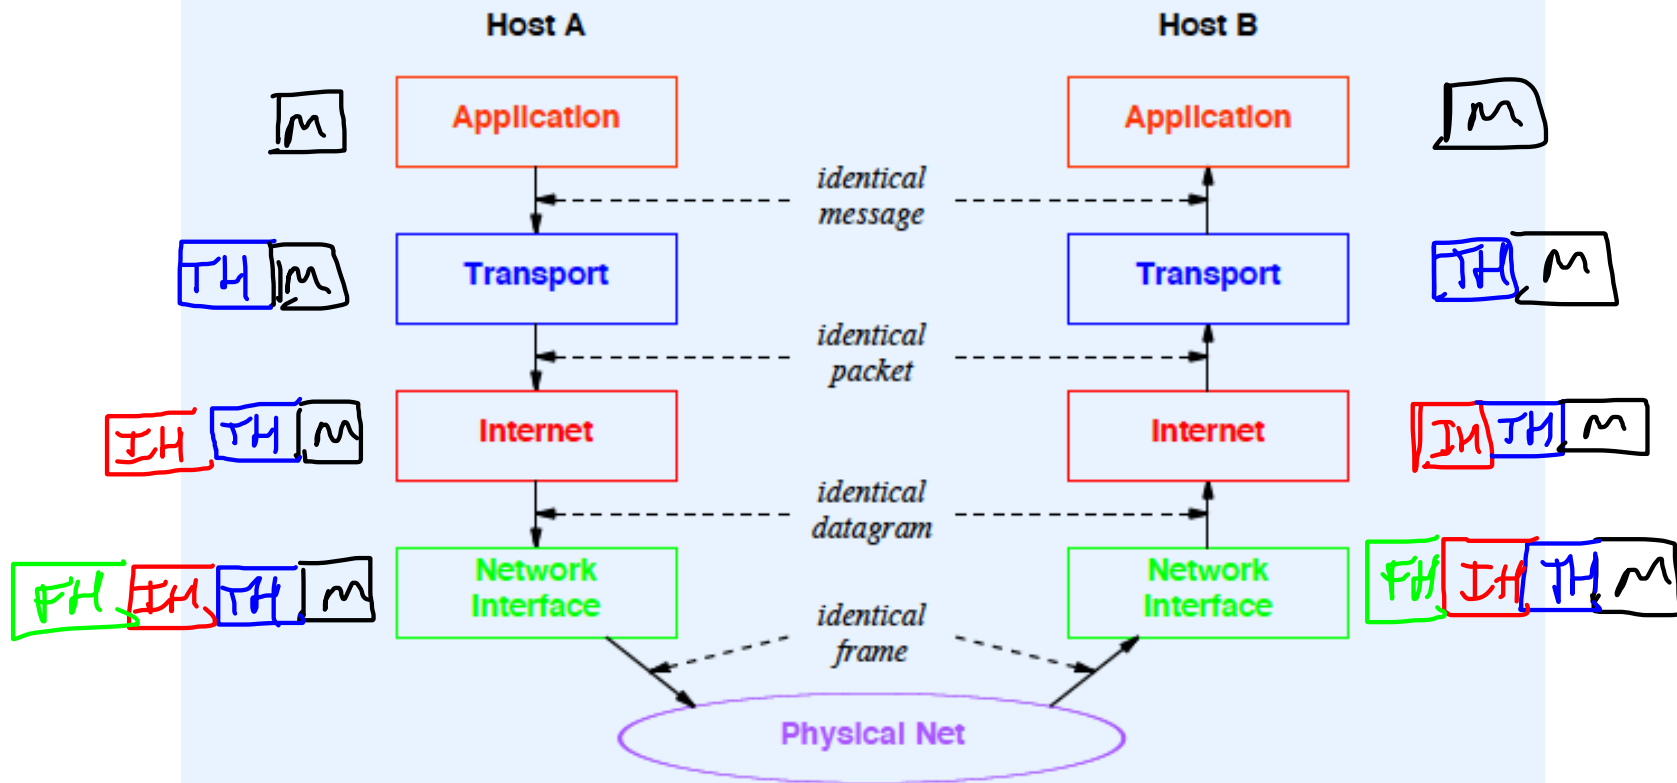 Host A Host B
M Application Application M
identical
message
TH M Transport Transport TH M
identical
packet
IH TH M Internet Internet IH TH M
identical
datagram
FH IH TH M Network Interface Network Interface FH IH TH M
identical
frame
Physical Net